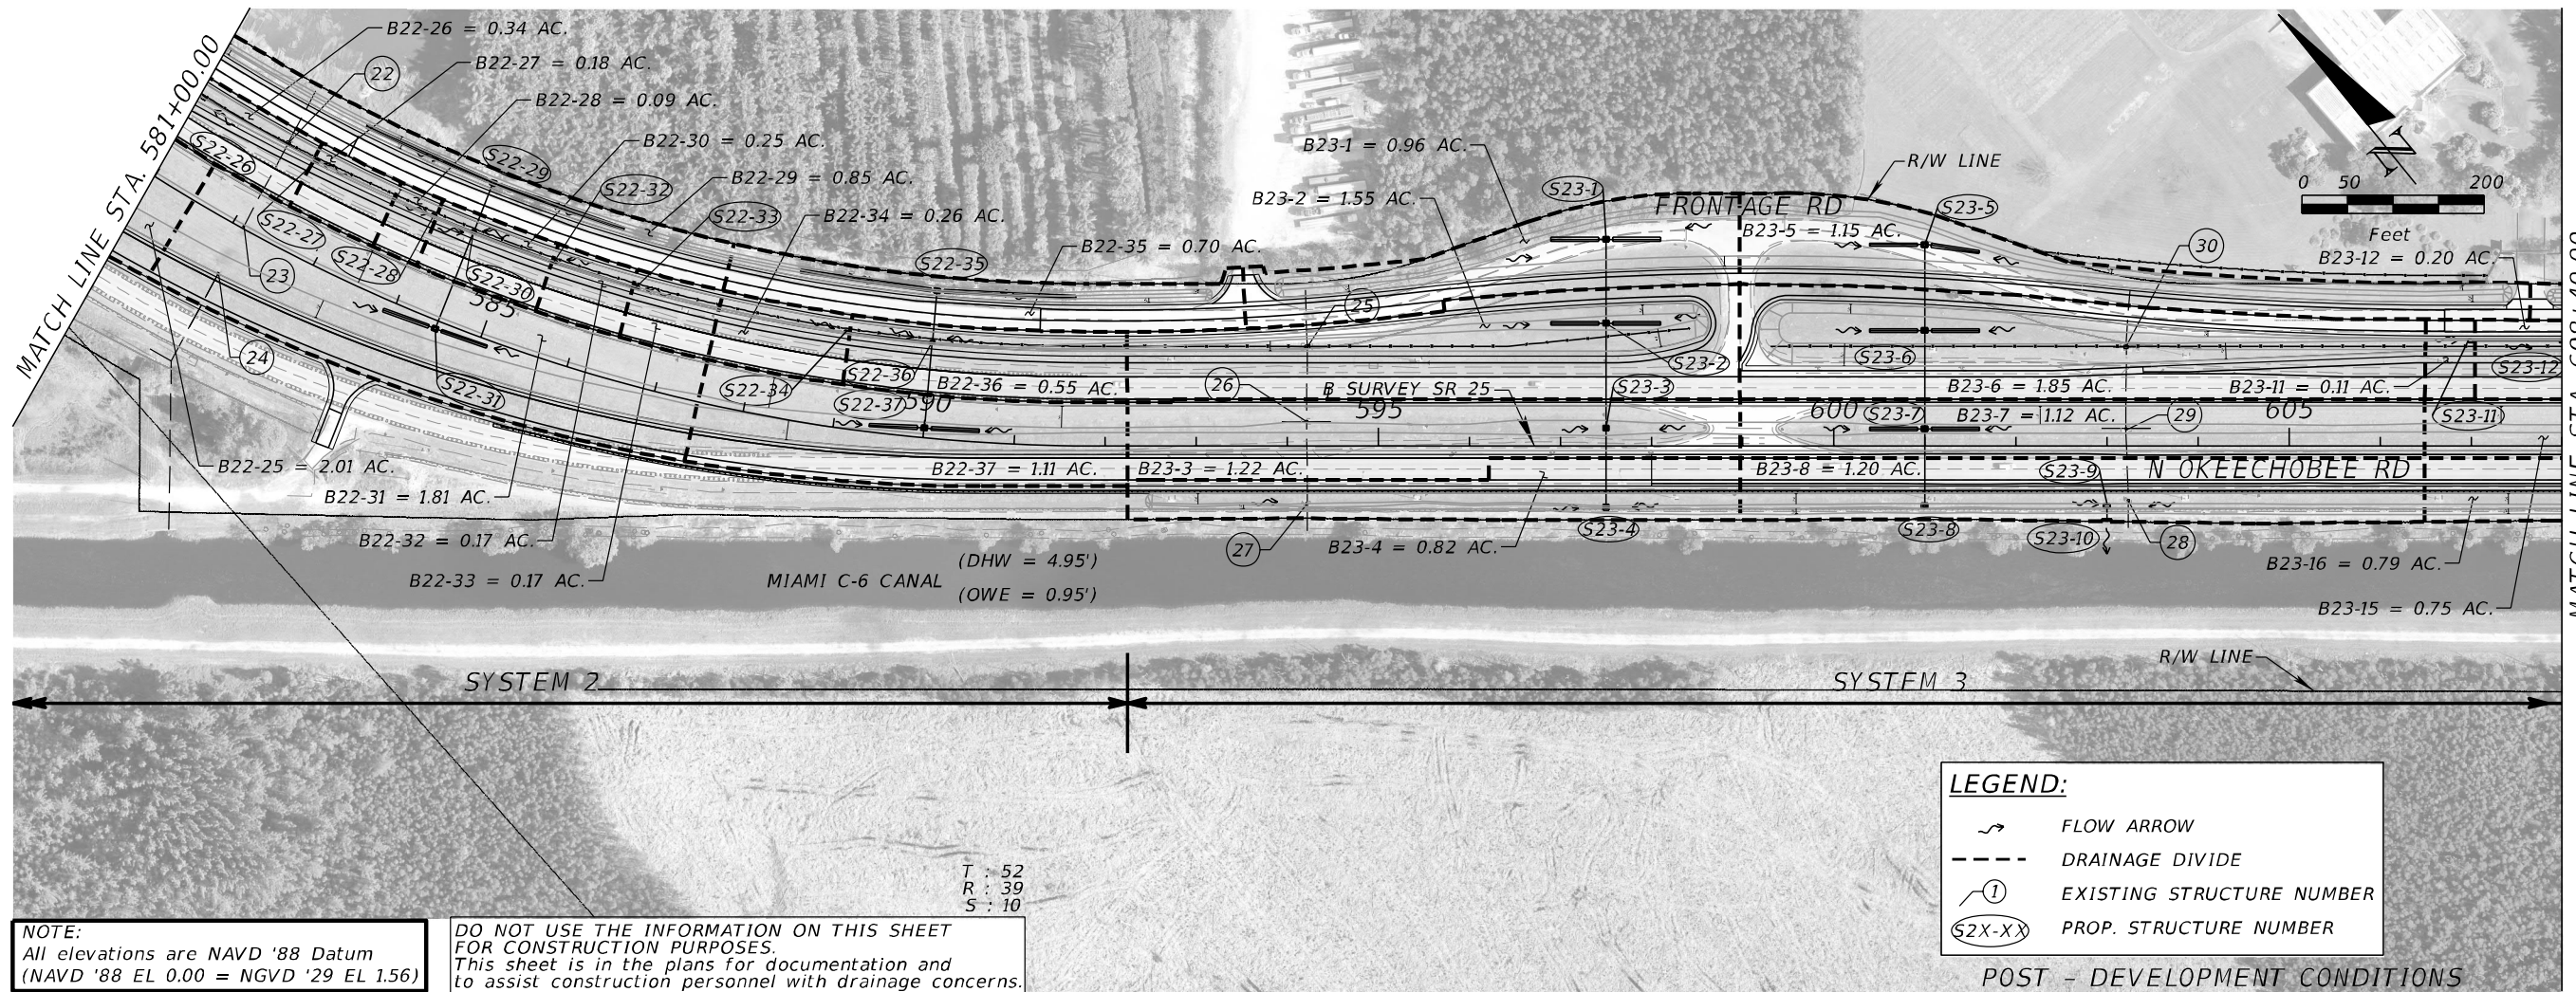 MATCH LINE STA. 581+00.00
B22-26 = 0.34 AC.
22
B22-27 = 0.18 AC.
B22-28 = 0.09 AC.
B22-30 = 0.25 AC.
B22-29 = 0.85 AC.
B22-34 = 0.26 AC.
B22-35 = 0.70 AC.
S22-26
S22-29
S22-32
S22-33
S22-27
S22-28
S22-30
S22-35
23
24
585
S22-31
S22-34
S22-36
B22-36 = 0.55 AC.
S22-37
590
B22-25 = 2.01 AC.
B22-31 = 1.81 AC.
B22-32 = 0.17 AC.
B22-33 = 0.17 AC.
B22-37 = 1.11 AC.
B23-1 = 0.96 AC.
B23-2 = 1.55 AC.
S23-1
FRONTAGE RD
R/W LINE
S23-5
B23-5 = 1.15 AC.
30
0 50 200
Feet
N
B23-12 = 0.20 AC.
25
S23-2
S23-6
S23-12
26
B SURVEY SR 25
S23-3
B23-6 = 1.85 AC.
B23-11 = 0.11 AC.
595
600
S23-7
B23-7 = 1.12 AC.
29
605
S23-11
B23-3 = 1.22 AC.
B23-8 = 1.20 AC.
S23-9
N OKEECHOBEE RD
27
B23-4 = 0.82 AC.
S23-4
S23-8
S23-10
28
B23-16 = 0.79 AC.
B23-15 = 0.75 AC.
MIAMI C-6 CANAL
(DHW = 4.95')
(OWE = 0.95')
SYSTEM 2
SYSTEM 3
R/W LINE
LEGEND:
FLOW ARROW
DRAINAGE DIVIDE
1 EXISTING STRUCTURE NUMBER
S2X-XX PROP. STRUCTURE NUMBER
T : 52
R : 39
S : 10
NOTE:
All elevations are NAVD '88 Datum
(NAVD '88 EL 0.00 = NGVD '29 EL 1.56)
DO NOT USE THE INFORMATION ON THIS SHEET
FOR CONSTRUCTION PURPOSES.
This sheet is in the plans for documentation and
to assist construction personnel with drainage concerns.
POST - DEVELOPMENT CONDITIONS